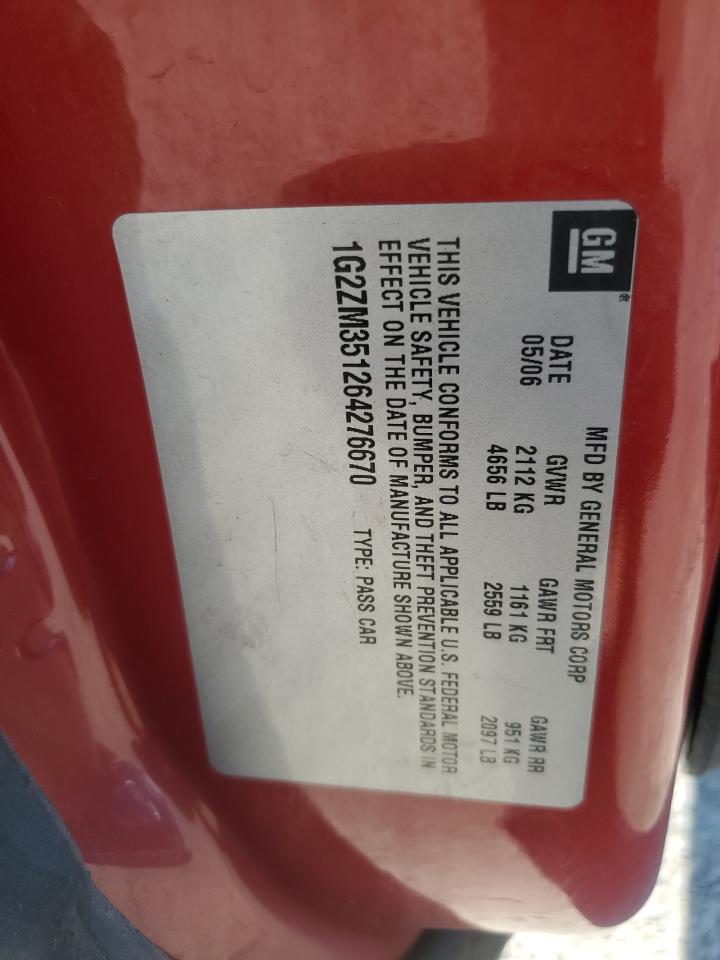 GM®
MFD BY GENERAL MOTORS CORP
DATE GVWR GAWR FRT GAWR RR
05/06 2112 KG 1161 KG 951 KG
4656 LB 2559 LB 2097 LB
THIS VEHICLE CONFORMS TO ALL APPLICABLE U.S. FEDERAL MOTOR
VEHICLE SAFETY, BUMPER, AND THEFT PREVENTION STANDARDS IN
EFFECT ON THE DATE OF MANUFACTURE SHOWN ABOVE.
1G2ZM351264276670 TYPE: PASS CAR